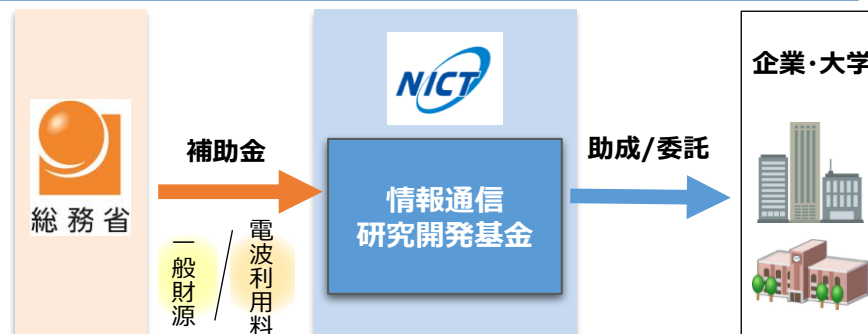 総務省
補助金
一般財源
/
電波利用料
NICT
情報通信
研究開発基金
助成/委託
企業・大学